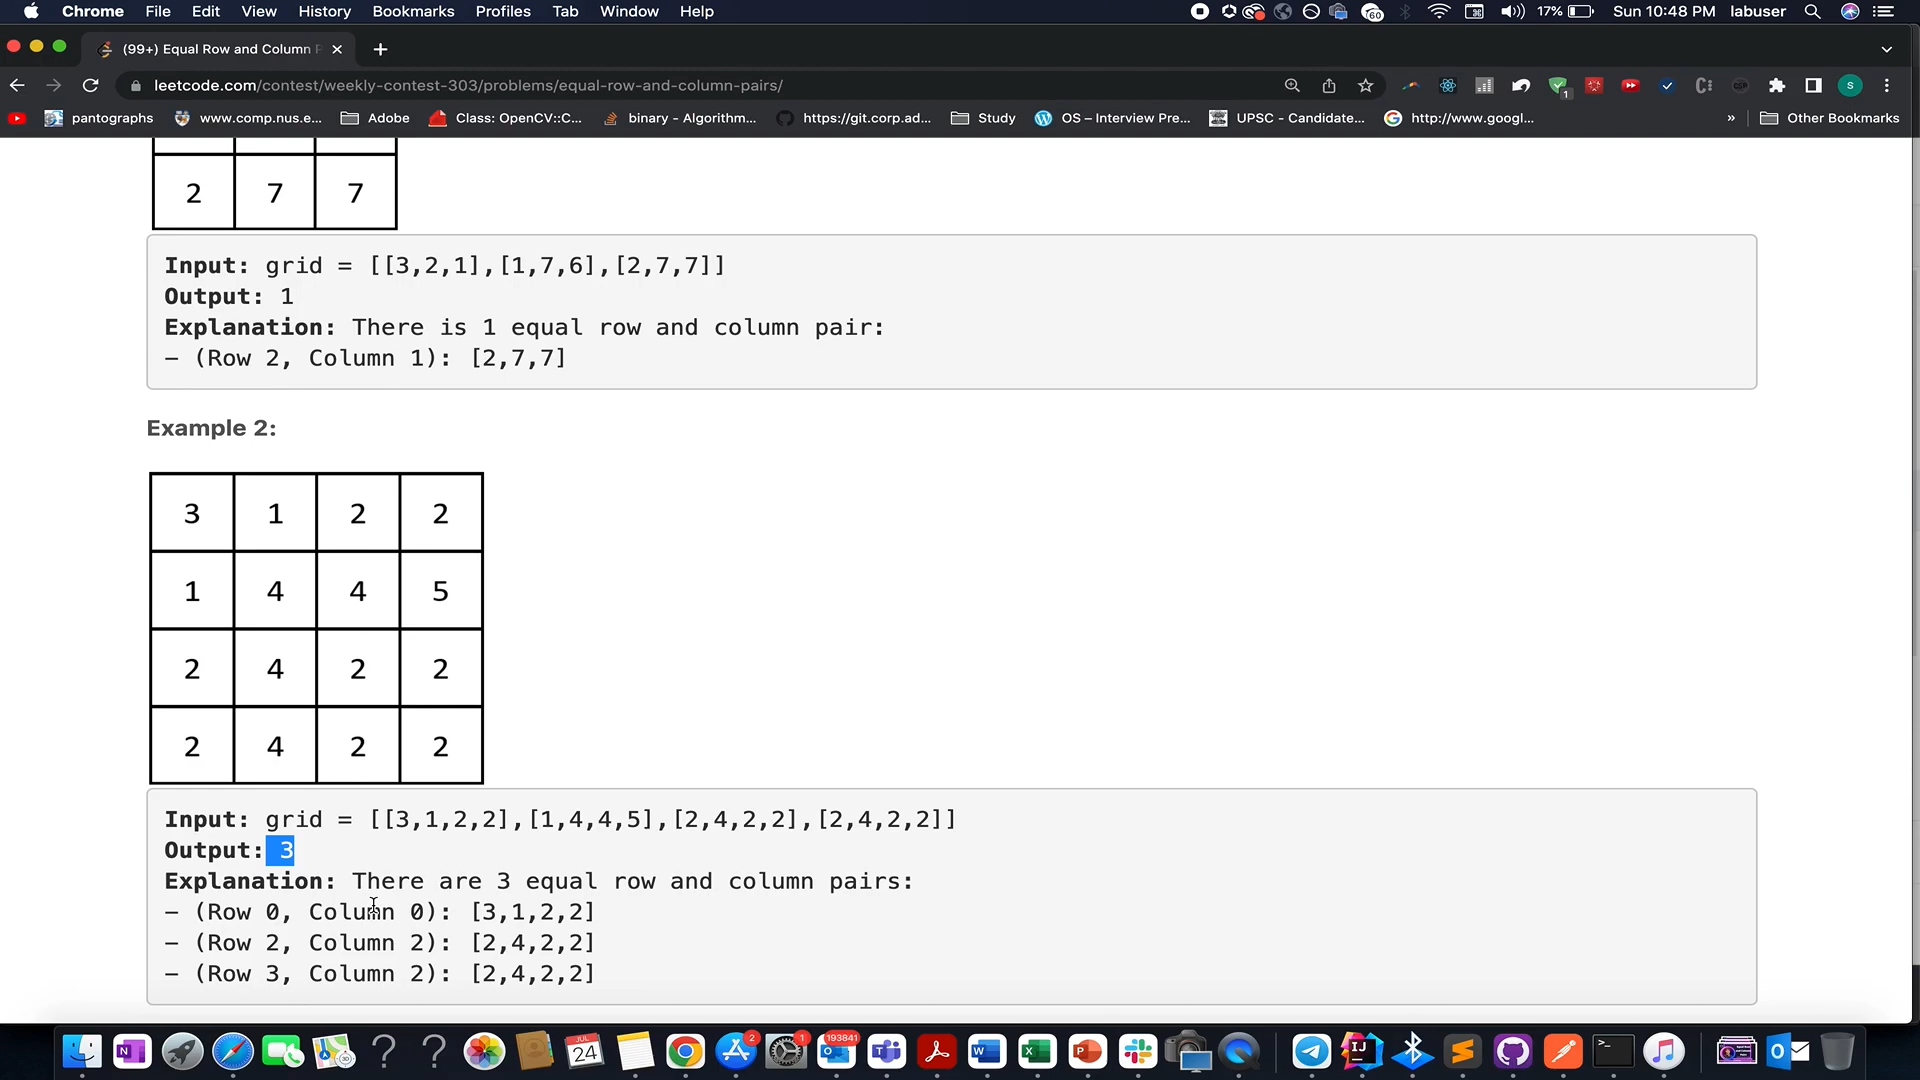 Chrome File Edit View History Bookmarks Profiles Tab Window Help 60 17% Sun 10:48 PM labuser
(99+) Equal Row and Column P
leetcode.com/contest/weekly-contest-303/problems/equal-row-and-column-pairs/
pantographs www.comp.nus.e... Adobe Class: OpenCV::C... binary - Algorithm... https://git.corp.ad... Study OS – Interview Pre... UPSC - Candidate... http://www.googl... » Other Bookmarks
2 7 7
Input: grid = [[3,2,1],[1,7,6],[2,7,7]]
Output: 1
Explanation: There is 1 equal row and column pair:
- (Row 2, Column 1): [2,7,7]
Example 2:
3 1 2 2
1 4 4 5
2 4 2 2
2 4 2 2
Input: grid = [[3,1,2,2],[1,4,4,5],[2,4,2,2],[2,4,2,2]]
Output: 3
Explanation: There are 3 equal row and column pairs:
- (Row 0, Column 0): [3,1,2,2]
- (Row 2, Column 2): [2,4,2,2]
- (Row 3, Column 2): [2,4,2,2]
JUL 24 2 1 193841